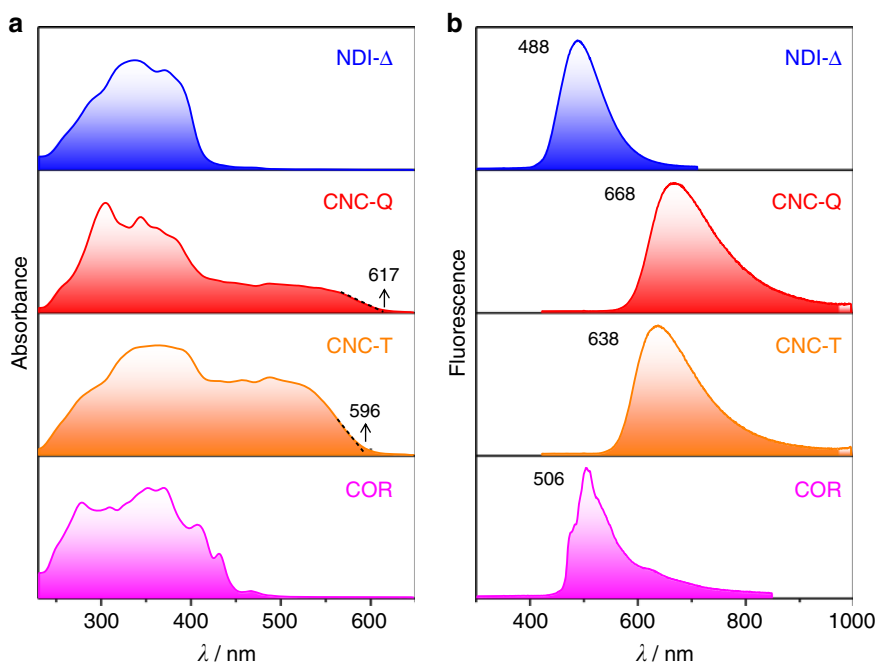 a
NDI-Δ
CNC-Q
617
CNC-T
596
COR
Absorbance
300 400 500 600
λ / nm
b
488
NDI-Δ
668
CNC-Q
638
CNC-T
506
COR
Fluorescence
400 600 800 1000
λ / nm